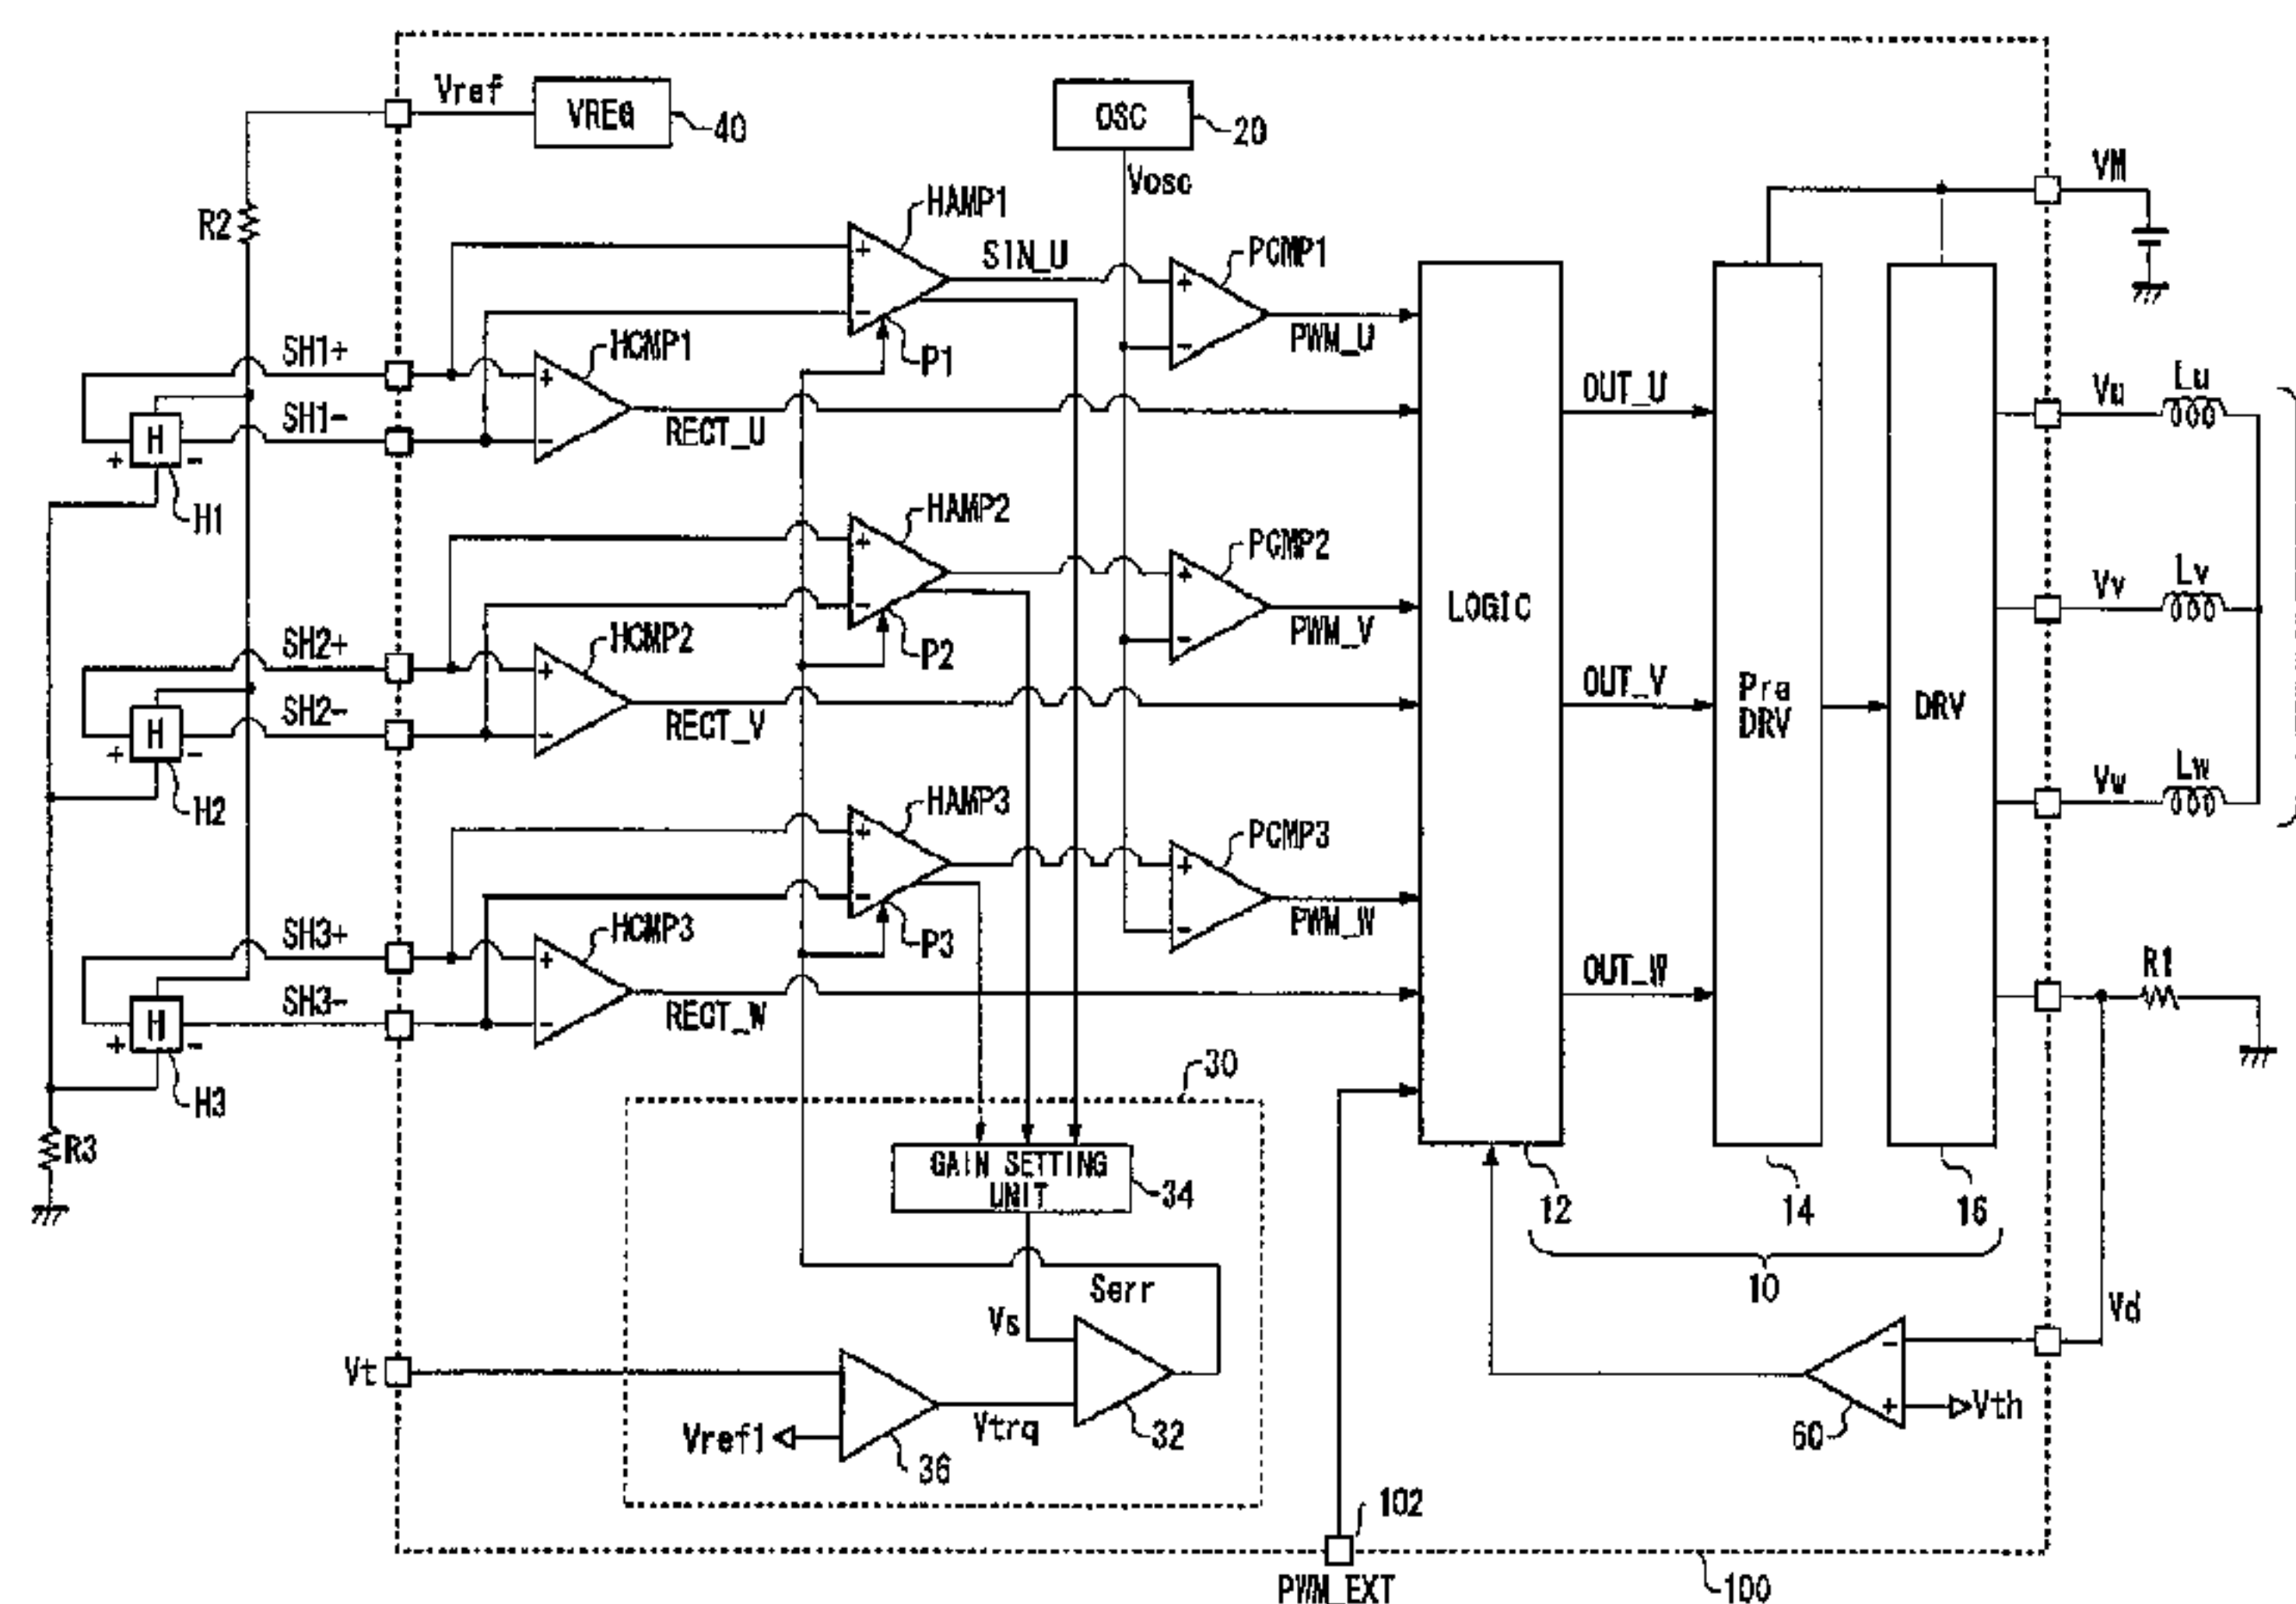 Vref
VREG
40
OSC
20
Vosc
VM
R2
HAMP1
SIN_U
PCMP1
PWM_U
P1
SH1+
HCMP1
SH1-
RECT_U
H
+ -
H1
OUT_U
Vu
Lu
HAMP2
PCMP2
PWM_V
P2
SH2+
HCMP2
SH2-
RECT_V
H
+ -
H2
LOGIC
OUT_V
Pre
DRV
DRV
Vv
Lv
HAMP3
PCMP3
PWM_W
P3
SH3+
HCMP3
SH3-
RECT_W
H
+ -
H3
OUT_W
Vw
Lw
R1
R3
30
GAIN SETTING
UNIT
34
12
14
16
10
Serr
Vs
Vd
Vt
Vref1
36
Vtrq
32
60
- +
Vth
102
PWM_EXT
100